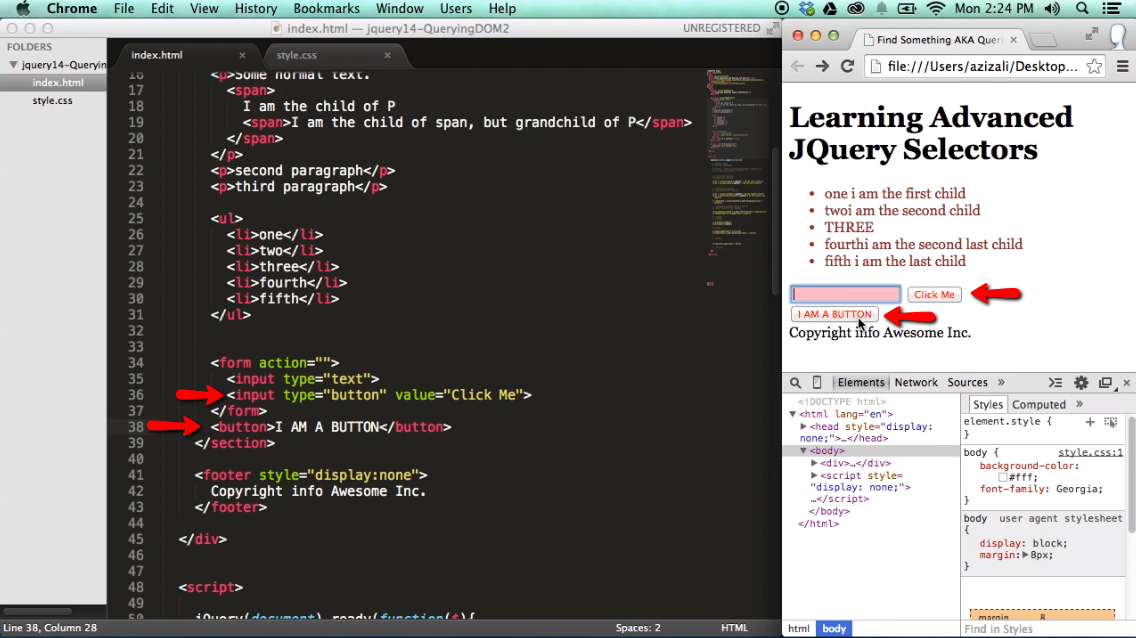 Chrome File Edit View History Bookmarks Window Users Help
Mon 2:24 PM
index.html — jquery14-QueryingDOM2
UNREGISTERED
FOLDERS
jquery14-Queryin
index.html
style.css
index.html
style.css
16 <p>Some normal text.
17 <span>
18 I am the child of P
19 <span>I am the child of span, but grandchild of P</span>
20 </span>
21 </p>
22 <p>second paragraph</p>
23 <p>third paragraph</p>
24
25 <ul>
26 <li>one</li>
27 <li>two</li>
28 <li>three</li>
29 <li>fourth</li>
30 <li>fifth</li>
31 </ul>
32
33
34 <form action="">
35 <input type="text">
36 <input type="button" value="Click Me">
37 </form>
38 <button>I AM A BUTTON</button>
39 </section>
40
41 <footer style="display:none">
42 Copyright info Awesome Inc.
43 </footer>
44
45 </div>
46
47
48 <script>
49
50 jQuery(document).ready(function($){
Line 38, Column 28
Spaces: 2
HTML
Find Something AKA Queri
file:///Users/azizali/Desktop...
Learning Advanced
JQuery Selectors
• one i am the first child
• twoi am the second child
• THREE
• fourthi am the second last child
• fifth i am the last child
Click Me
I AM A BUTTON
Copyright info Awesome Inc.
Elements Network Sources »
<!DOCTYPE html>
▼<html lang="en">
▶<head style="display:
none;">…</head>
▼<body>
▶<div>…</div>
▶<script style=
"display: none;">
…</script>
</body>
</html>
html body
Styles Computed »
element.style {
}
body { style.css:1
background-color:
#fff;
font-family: Georgia;
}
body user agent stylesheet
{
display: block;
margin:▶8px;
}
margin 8
Find in Styles